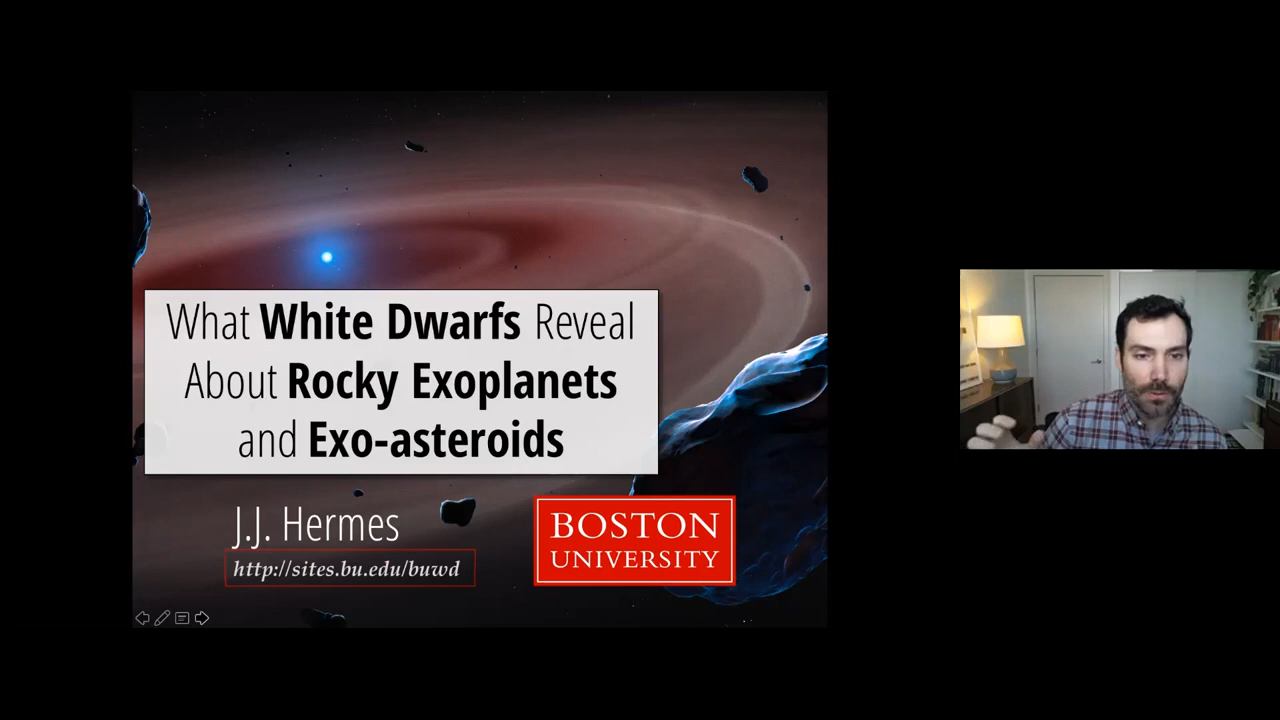 What White Dwarfs Reveal
About Rocky Exoplanets
and Exo-asteroids
J.J. Hermes
http://sites.bu.edu/buwd
BOSTON
UNIVERSITY